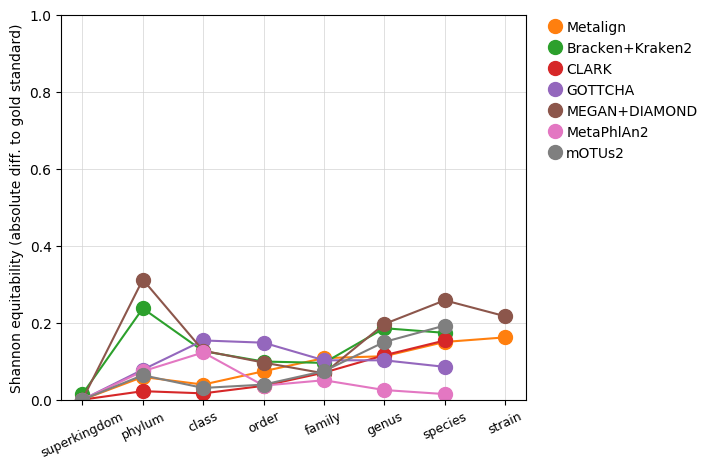 Shannon equitability (absolute diff. to gold standard)
1.0
0.8
0.6
0.4
0.2
0.0
superkingdom
phylum
class
order
family
genus
species
strain
Metalign
Bracken+Kraken2
CLARK
GOTTCHA
MEGAN+DIAMOND
MetaPhlAn2
mOTUs2